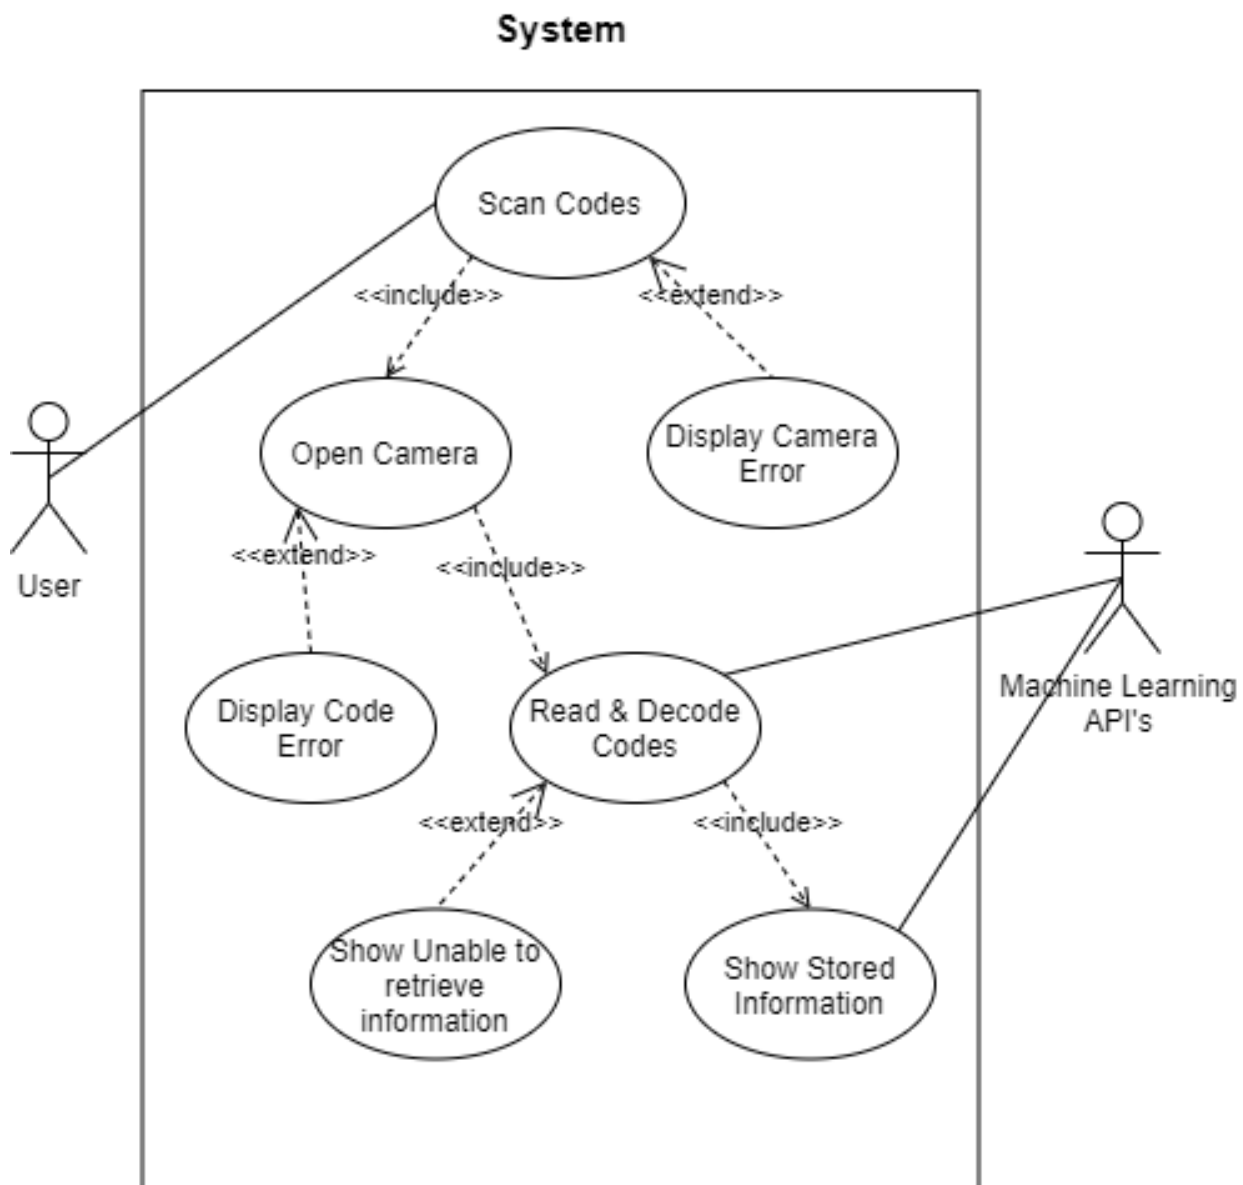 System
Scan Codes
<<include>>
<<extend>>
Open Camera
Display Camera
Error
<<extend>>
<<include>>
User
Machine Learning
API's
Display Code
Error
Read & Decode
Codes
<<extend>>
<<include>>
Show Unable to
retrieve
information
Show Stored
Information